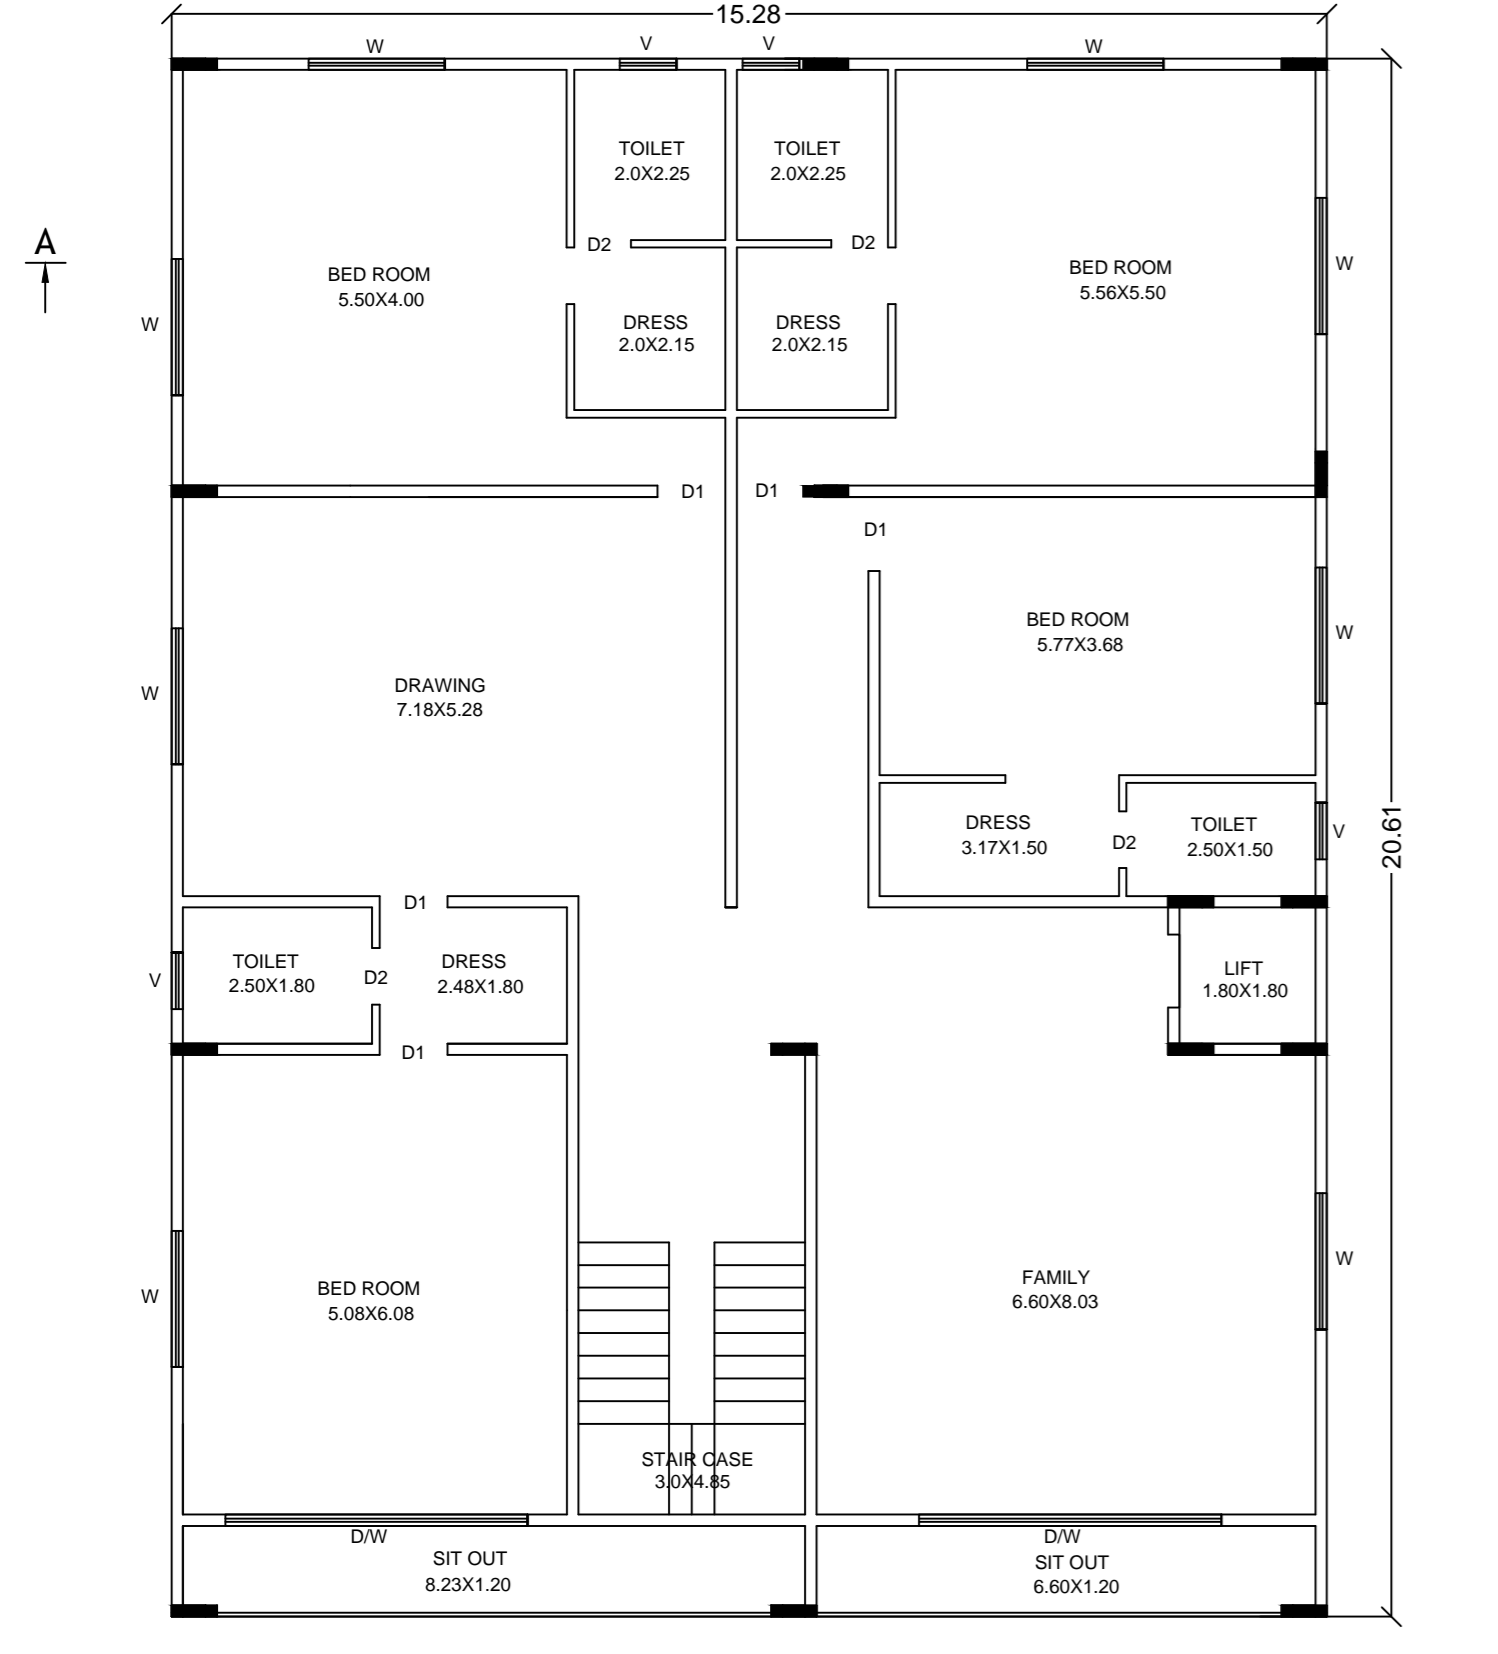 15.28
W
V
V
W
TOILET
2.0X2.25
TOILET
2.0X2.25
A
D2
D2
BED ROOM
5.50X4.00
BED ROOM
5.56X5.50
W
W
DRESS
2.0X2.15
DRESS
2.0X2.15
D1
D1
D1
BED ROOM
5.77X3.68
W
W
DRAWING
7.18X5.28
DRESS
3.17X1.50
D2
TOILET
2.50X1.50
V
20.61
D1
TOILET
2.50X1.80
D2
DRESS
2.48X1.80
V
LIFT
1.80X1.80
D1
BED ROOM
5.08X6.08
W
FAMILY
6.60X8.03
W
STAIR CASE
3.0X4.85
D/W
SIT OUT
8.23X1.20
D/W
SIT OUT
6.60X1.20